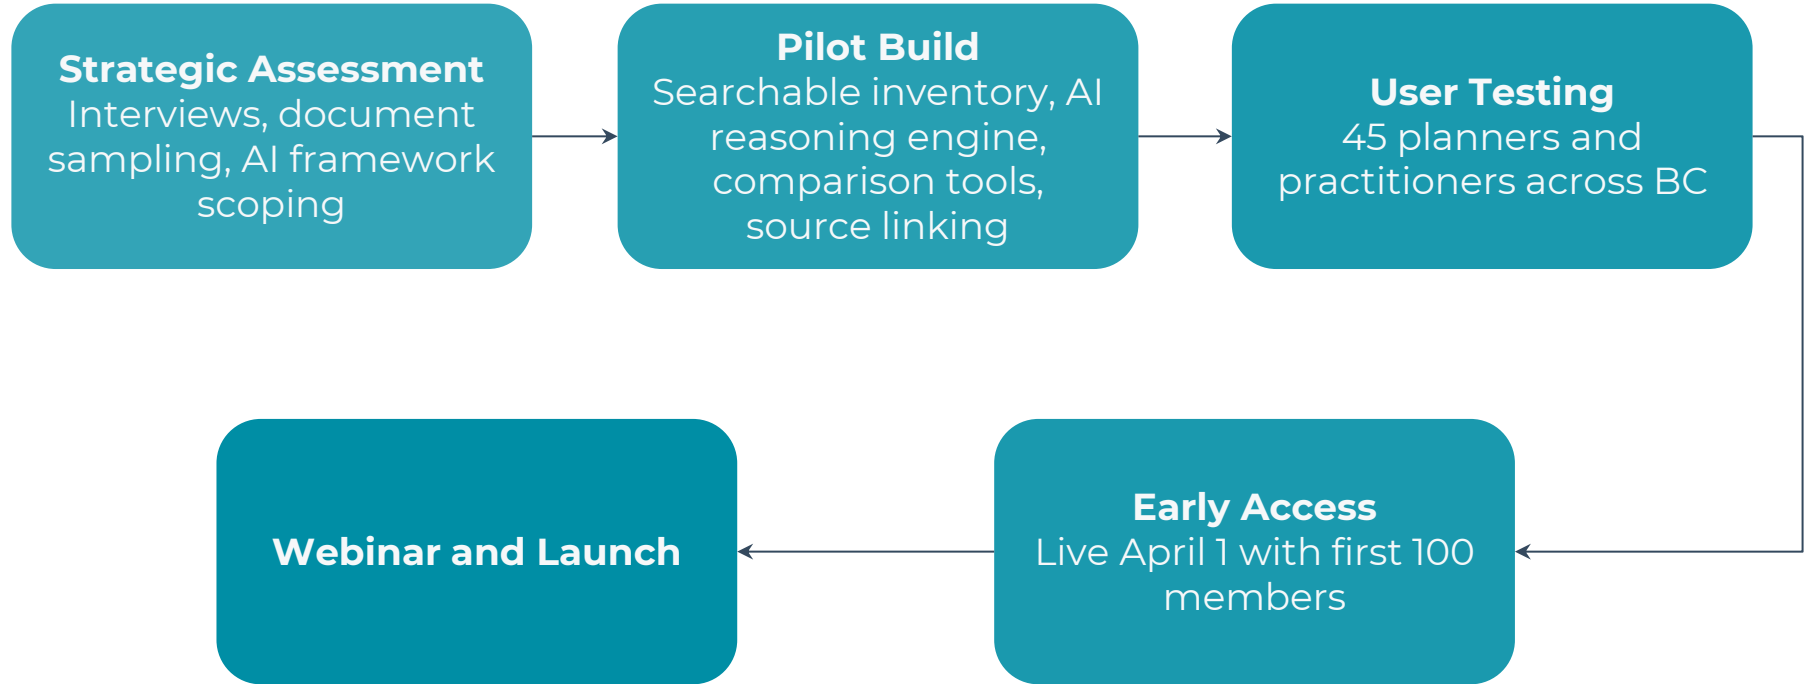 Strategic Assessment
Interviews, document
sampling, AI framework
scoping
Pilot Build
Searchable inventory, AI
reasoning engine,
comparison tools,
source linking
User Testing
45 planners and
practitioners across BC
Early Access
Live April 1 with first 100
members
Webinar and Launch